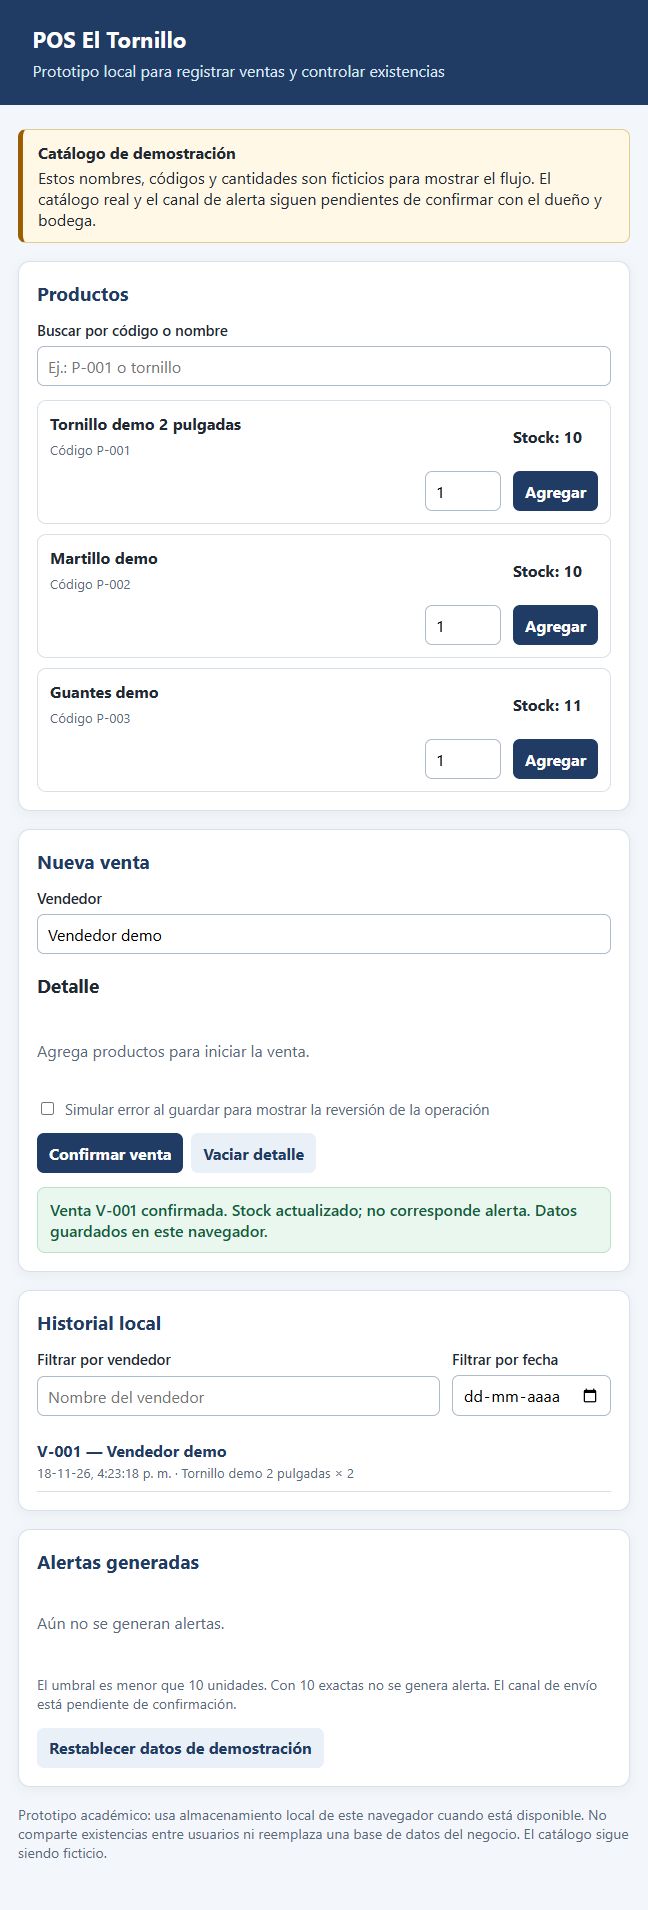 POS El Tornillo
Prototipo local para registrar ventas y controlar existencias
Catálogo de demostración
Estos nombres, códigos y cantidades son ficticios para mostrar el flujo. El
catálogo real y el canal de alerta siguen pendientes de confirmar con el dueño y
bodega.
Productos
Buscar por código o nombre
Ej.: P-001 o tornillo
Tornillo demo 2 pulgadas
Código P-001
Stock: 10
1
Agregar
Martillo demo
Código P-002
Stock: 10
1
Agregar
Guantes demo
Código P-003
Stock: 11
1
Agregar
Nueva venta
Vendedor
Vendedor demo
Detalle
Agrega productos para iniciar la venta.
Simular error al guardar para mostrar la reversión de la operación
Confirmar venta
Vaciar detalle
Venta V-001 confirmada. Stock actualizado; no corresponde alerta. Datos
guardados en este navegador.
Historial local
Filtrar por vendedor
Nombre del vendedor
Filtrar por fecha
dd-mm-aaaa
V-001 — Vendedor demo
18-11-26, 4:23:18 p. m. · Tornillo demo 2 pulgadas × 2
Alertas generadas
Aún no se generan alertas.
El umbral es menor que 10 unidades. Con 10 exactas no se genera alerta. El canal de envío
está pendiente de confirmación.
Restablecer datos de demostración
Prototipo académico: usa almacenamiento local de este navegador cuando está disponible. No
comparte existencias entre usuarios ni reemplaza una base de datos del negocio. El catálogo sigue
siendo ficticio.